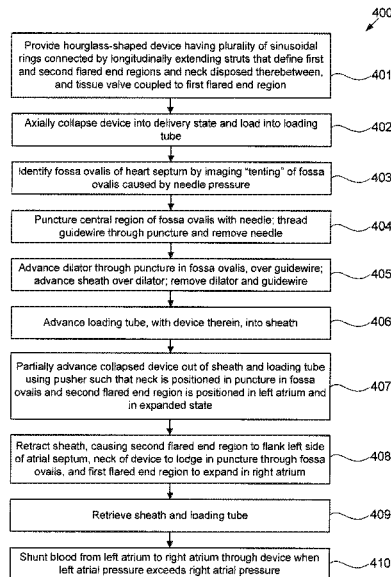 400
Provide hourglass-shaped device having plurality of sinusoidal
rings connected by longitudinally extending struts that define first
and second flared end regions and neck disposed therebetween,
and tissue valve coupled to first flared end region
401
Axially collapse device into delivery state and load into loading
tube
402
Identify fossa ovalis of heart septum by imaging "tenting" of fossa
ovalis caused by needle pressure
403
Puncture central region of fossa ovalis with needle; thread
guidewire through puncture and remove needle
404
Advance dilator through puncture in fossa ovalis, over guidewire;
advance sheath over dilator; remove dilator and guidewire
405
Advance loading tube, with device therein, into sheath
406
Partially advance collapsed device out of sheath and loading tube
using pusher such that neck is positioned in puncture in fossa
ovalis and second flared end region is positioned in left atrium and
in expanded state
407
Retract sheath, causing second flared end region to flank left side
of atrial septum, neck of device to lodge in puncture through fossa
ovalis, and first flared end region to expand in right atrium
408
Retrieve sheath and loading tube
409
Shunt blood from left atrium to right atrium through device when
left atrial pressure exceeds right atrial pressure
410